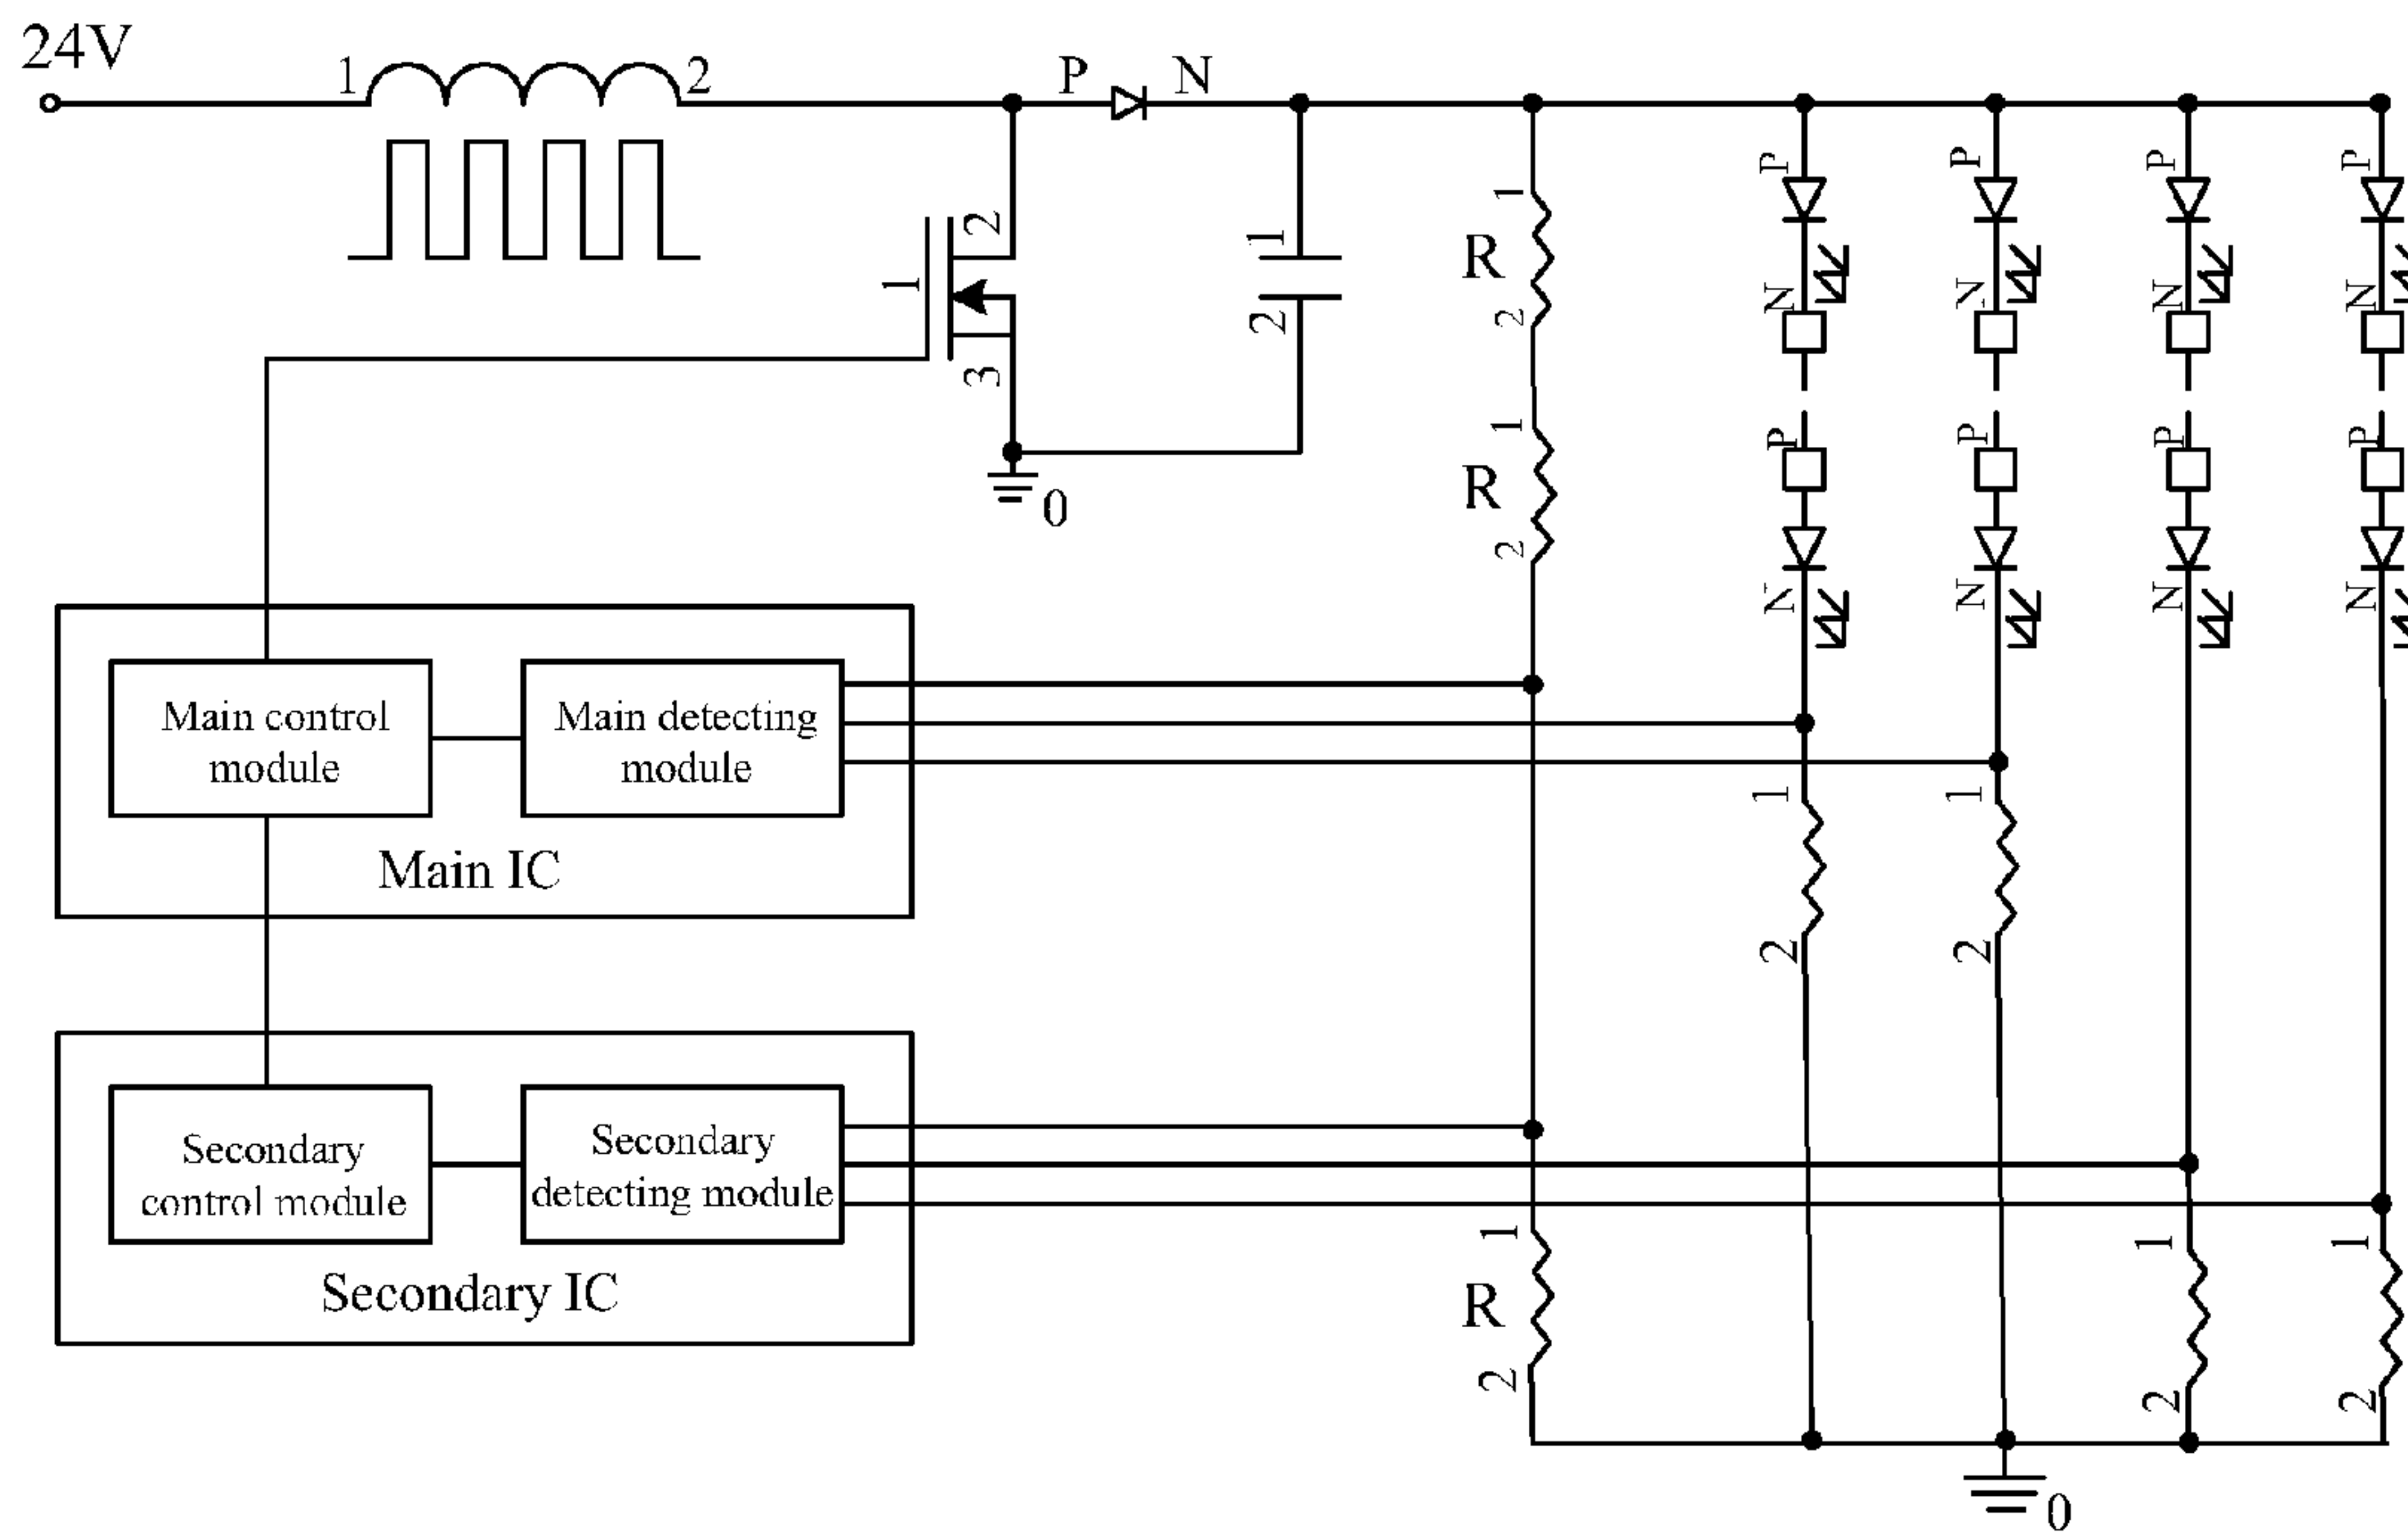 24V
1
2
P
N
P
P
P
P
1
2
1
1
R
2
2
N
N
N
N
3
0
1
R
2
P
P
P
P
N
N
N
N
Main control
module
Main detecting
module
Main IC
1
1
2
2
Secondary
control module
Secondary
detecting module
Secondary IC
1
R
2
1
1
2
2
0